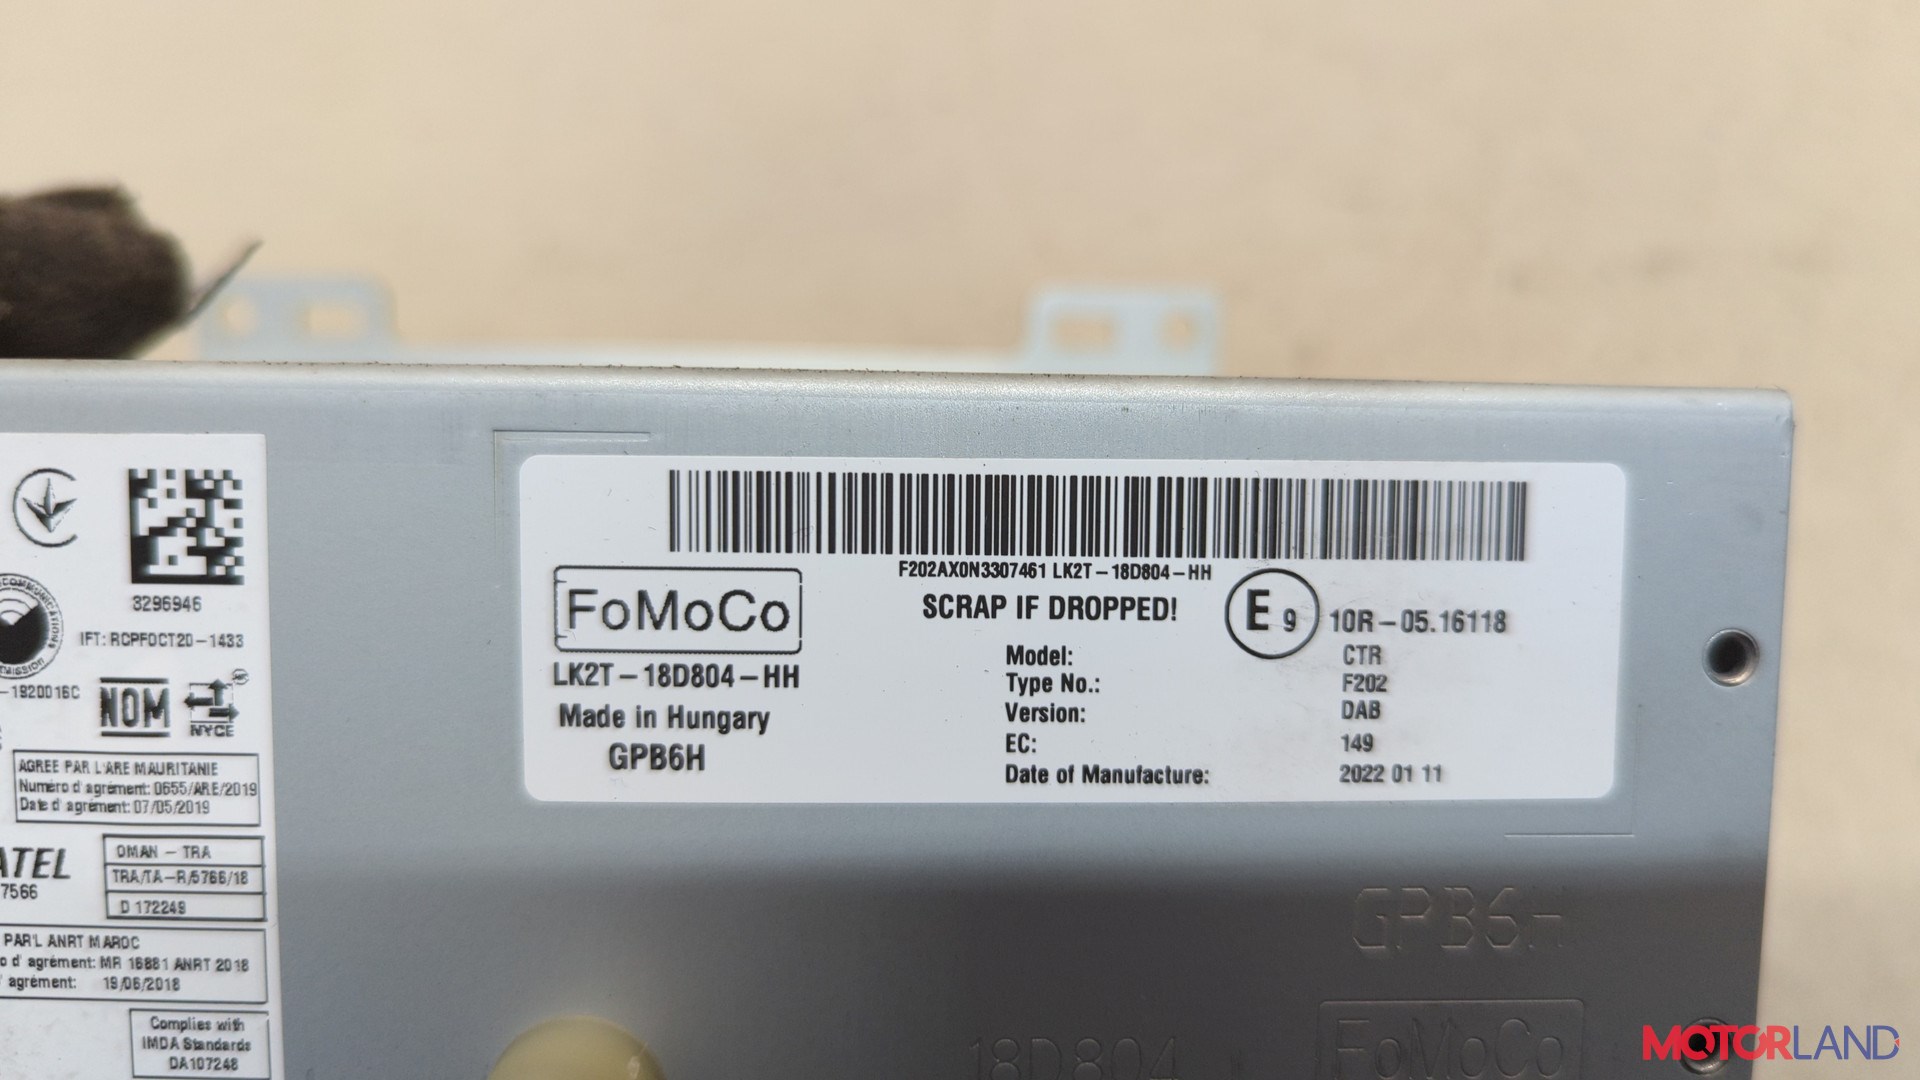 3296946
IFT: RCPFOCT20-1433
-1920016C
NOM
NYCE
AGREE PAR L'ARE MAURITANIE
Numéro d'agrément: 0655/ARE/2019
Date d'agrément: 07/05/2019
ATEL
7566
OMAN - TRA
TRA/TA-R/5766/18
D 172249
PAR'L ANRT MAROC
o d'agrément: MR 16881 ANRT 2018
d'agrément: 19/06/2018
Complies with
IMDA Standards
DA107248
F202AX0N3307461 LK2T-18D804-HH
FoMoCo
SCRAP IF DROPPED!
E9 10R-05.16118
LK2T-18D804-HH
Made in Hungary
GPB6H
Model: CTR
Type No.: F202
Version: DAB
EC: 149
Date of Manufacture: 2022 01 11
GPB6H
18D804
FoMoCo
MOTORLAND